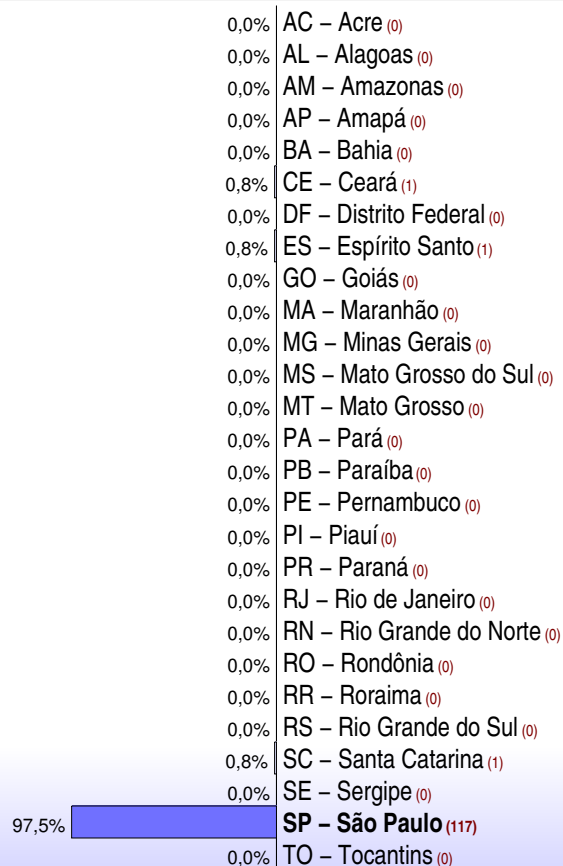 0,0% AC – Acre (0)
0,0% AL – Alagoas (0)
0,0% AM – Amazonas (0)
0,0% AP – Amapá (0)
0,0% BA – Bahia (0)
0,8% CE – Ceará (1)
0,0% DF – Distrito Federal (0)
0,8% ES – Espírito Santo (1)
0,0% GO – Goiás (0)
0,0% MA – Maranhão (0)
0,0% MG – Minas Gerais (0)
0,0% MS – Mato Grosso do Sul (0)
0,0% MT – Mato Grosso (0)
0,0% PA – Pará (0)
0,0% PB – Paraíba (0)
0,0% PE – Pernambuco (0)
0,0% PI – Piauí (0)
0,0% PR – Paraná (0)
0,0% RJ – Rio de Janeiro (0)
0,0% RN – Rio Grande do Norte (0)
0,0% RO – Rondônia (0)
0,0% RR – Roraima (0)
0,0% RS – Rio Grande do Sul (0)
0,8% SC – Santa Catarina (1)
0,0% SE – Sergipe (0)
97,5% SP – São Paulo (117)
0,0% TO – Tocantins (0)